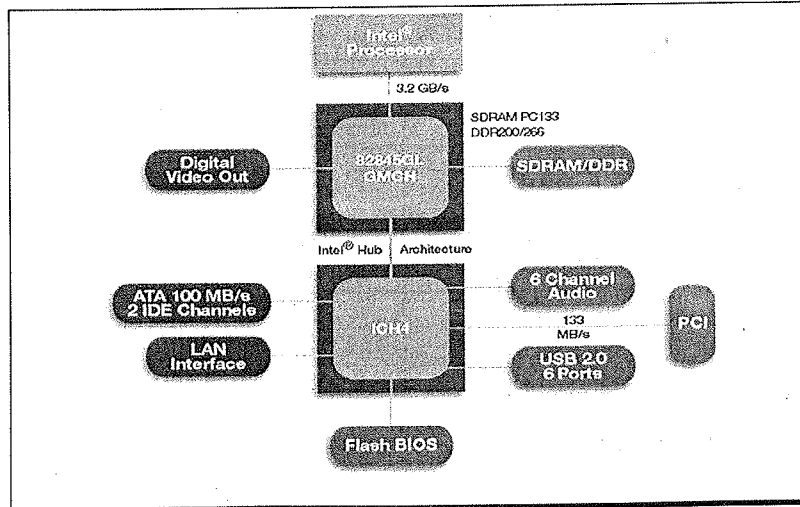 Intel®
Processor
3.2 GB/s
SDRAM PC133
DDR200/266
82845GL
GMCH
Digital
Video Out
SDRAM/DDR
Intel® Hub Architecture
ATA 100 MB/s
2 IDE Channels
6 Channel
Audio
ICH4
133
MB/s
PCI
LAN
Interface
USB 2.0
6 Ports
Flash BIOS